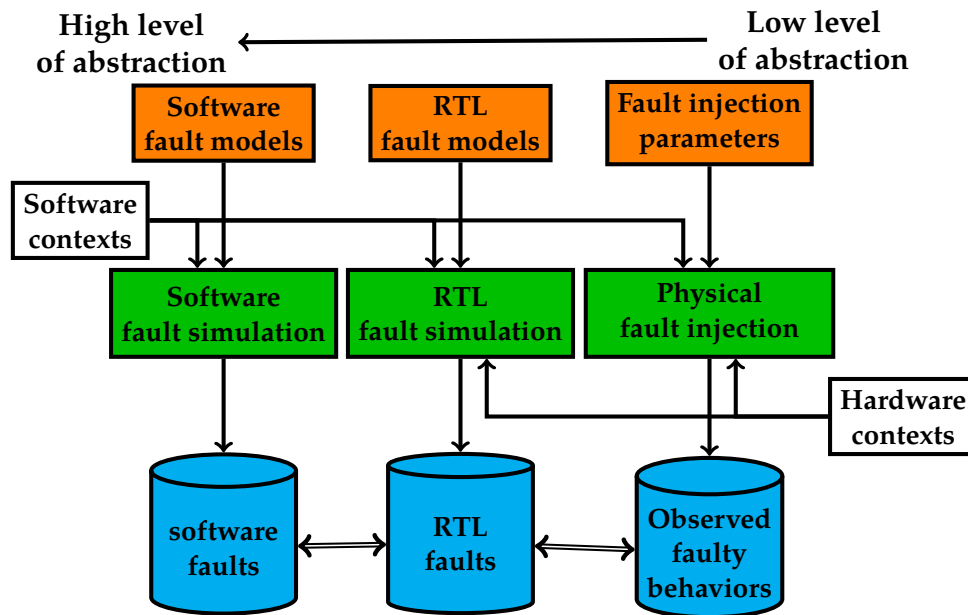 High level
of abstraction
Low level
of abstraction
Software
fault models
RTL
fault models
Fault injection
parameters
Software
contexts
Software
fault simulation
RTL
fault simulation
Physical
fault injection
Hardware
contexts
software
faults
RTL
faults
Observed
faulty
behaviors